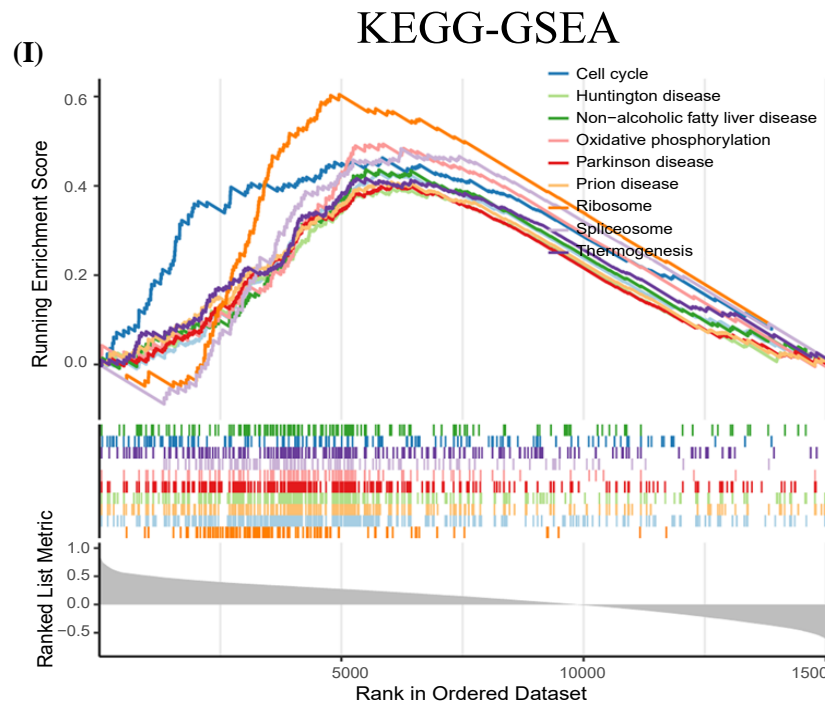 KEGG-GSEA
(I)
Running Enrichment Score
0.6
0.4
0.2
0.0
Cell cycle
Huntington disease
Non−alcoholic fatty liver disease
Oxidative phosphorylation
Parkinson disease
Prion disease
Ribosome
Spliceosome
Thermogenesis
Ranked List Metric
1.0
0.5
0.0
−0.5
5000
10000
1500
Rank in Ordered Dataset